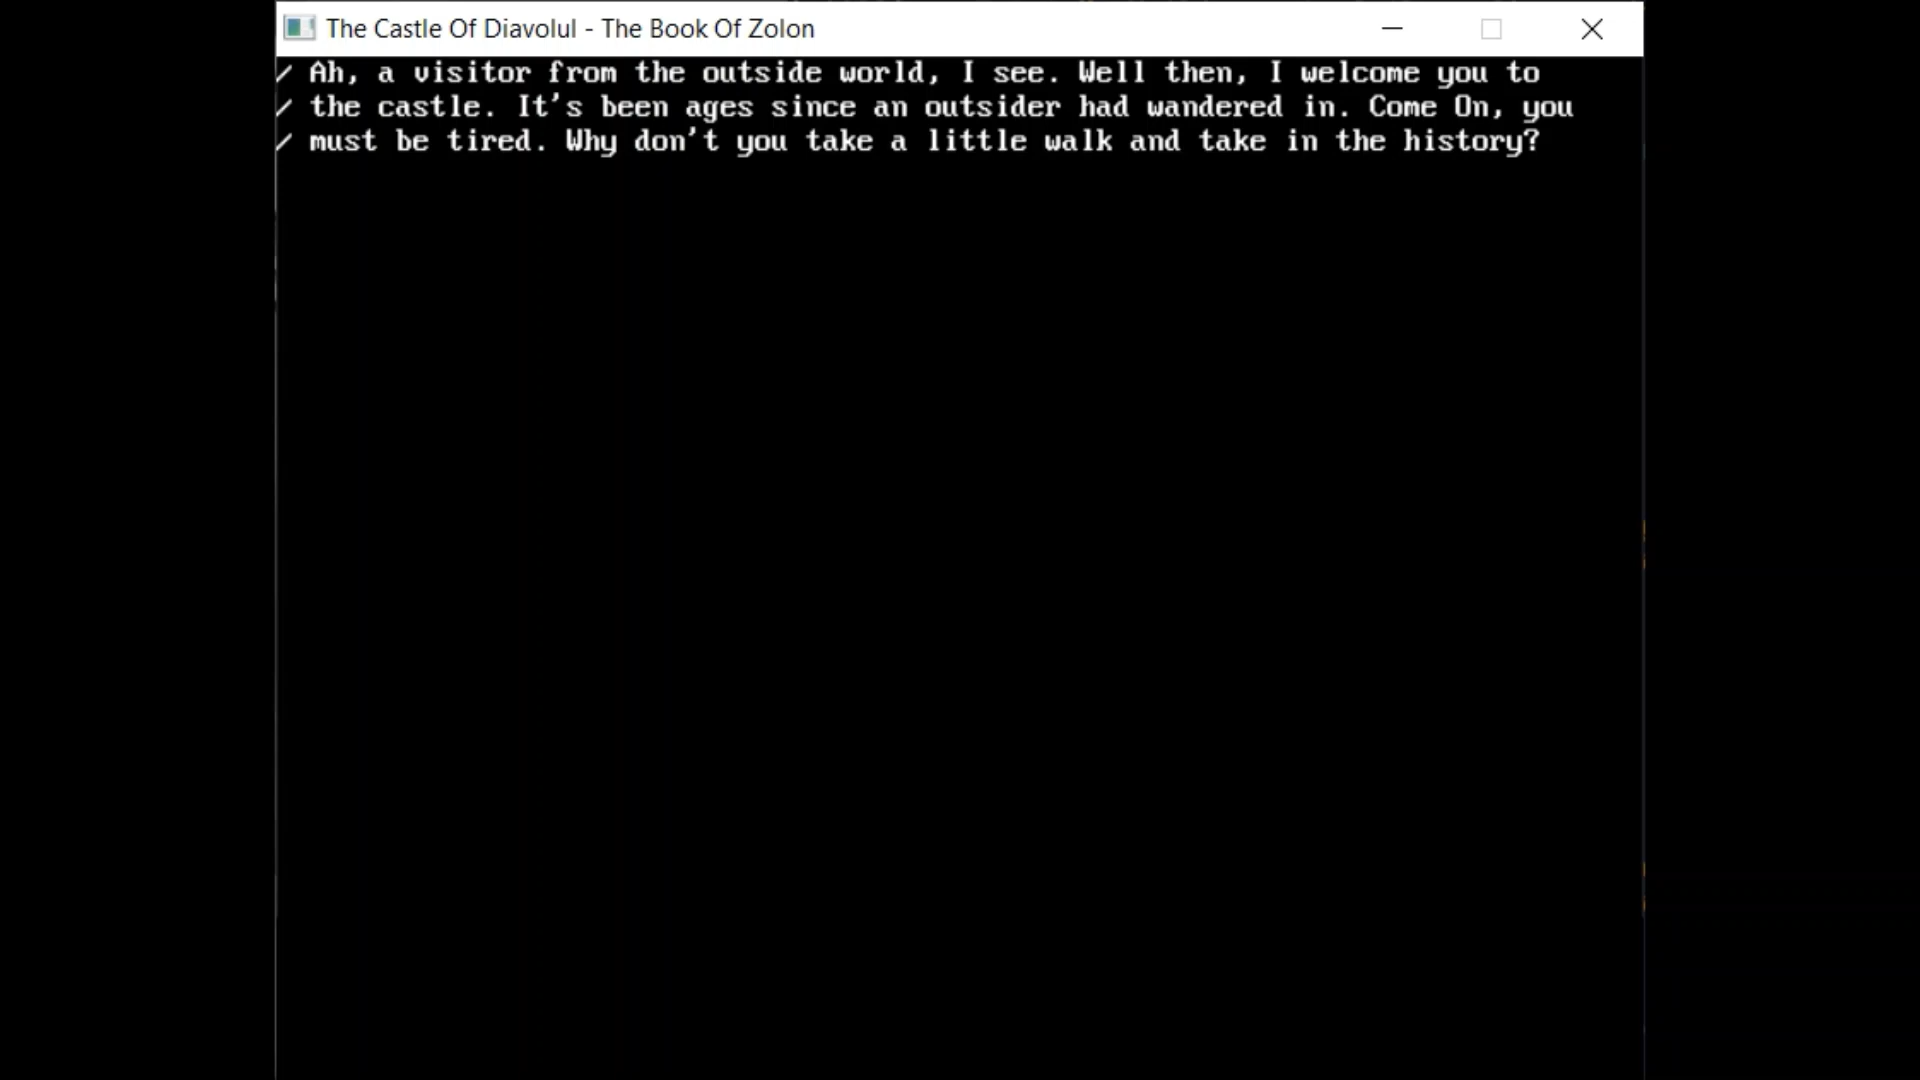 The Castle Of Diavolul - The Book Of Zolon
/ Ah, a visitor from the outside world, I see. Well then, I welcome you to
/ the castle. It's been ages since an outsider had wandered in. Come On, you
/ must be tired. Why don't you take a little walk and take in the history?